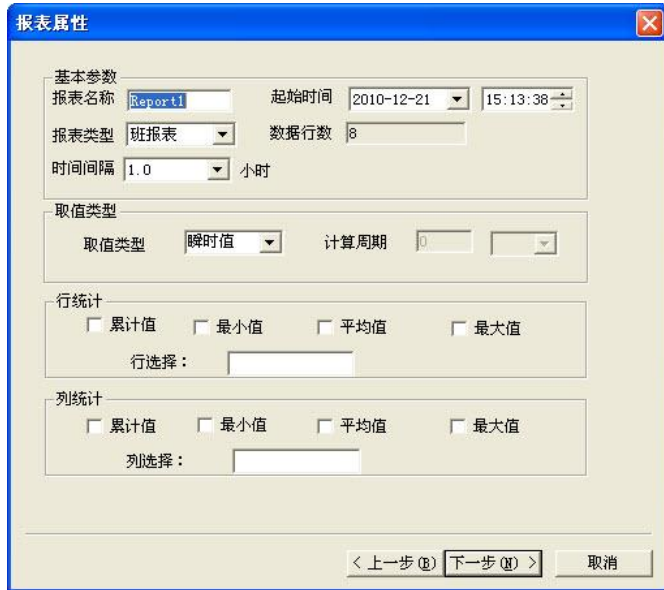 报表属性
基本参数
报表名称 Report1 起始时间 2010-12-21 15:13:38
报表类型 班报表 数据行数 8
时间间隔 1.0 小时
取值类型
取值类型 瞬时值 计算周期 0
行统计
累计值 最小值 平均值 最大值
行选择：
列统计
累计值 最小值 平均值 最大值
列选择：
< 上一步(B) 下一步(N) > 取消